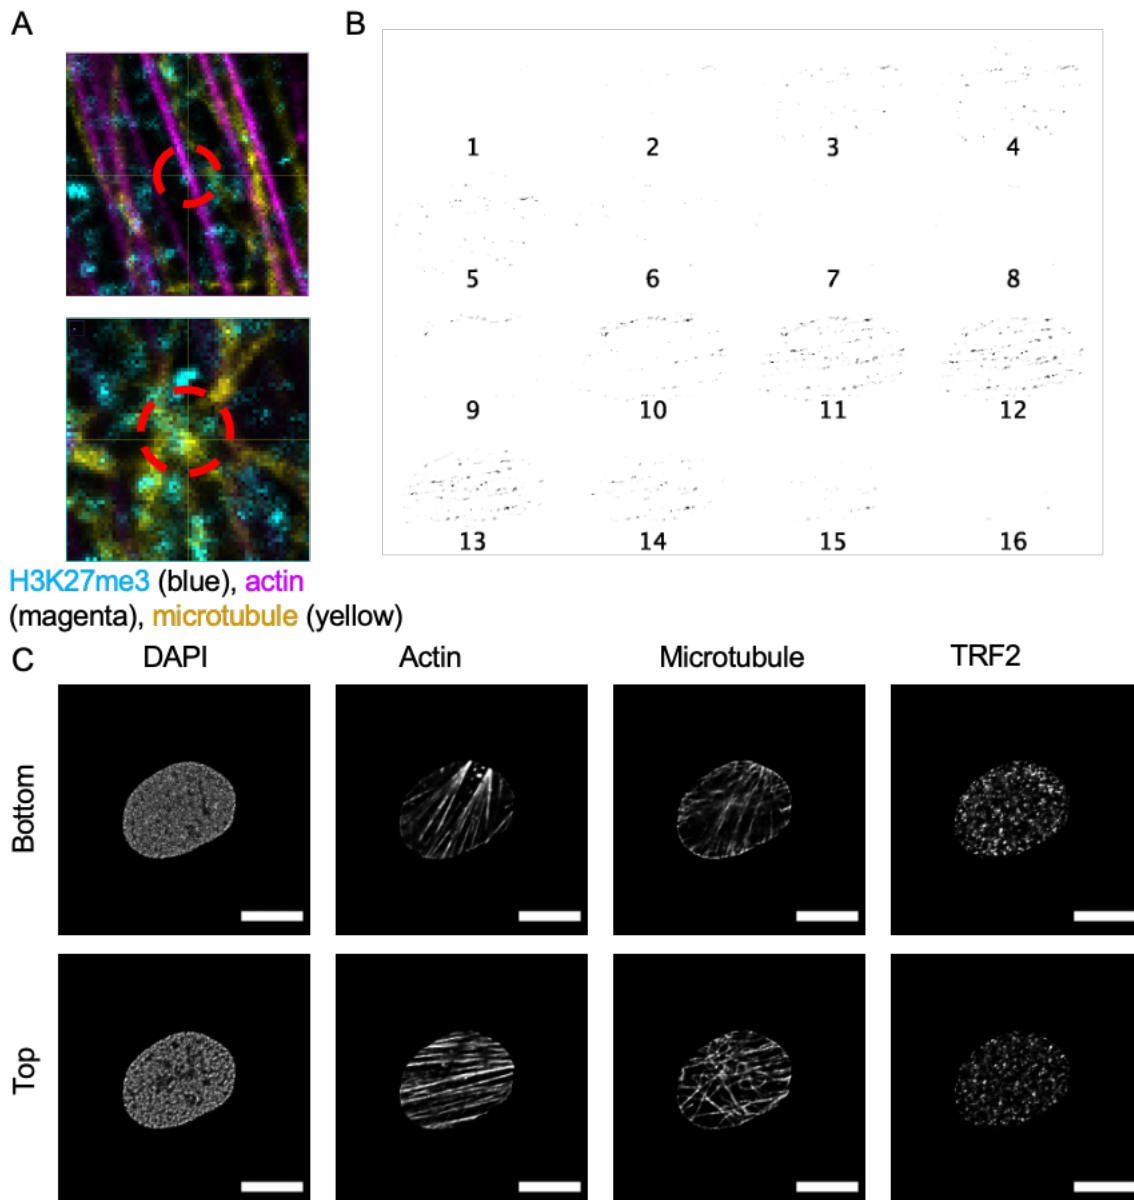 A
B
1 2 3 4
5 6 7 8
9 10 11 12
13 14 15 16
H3K27me3 (blue), actin
(magenta), microtubule (yellow)
C
DAPI Actin Microtubule TRF2
Bottom
Top